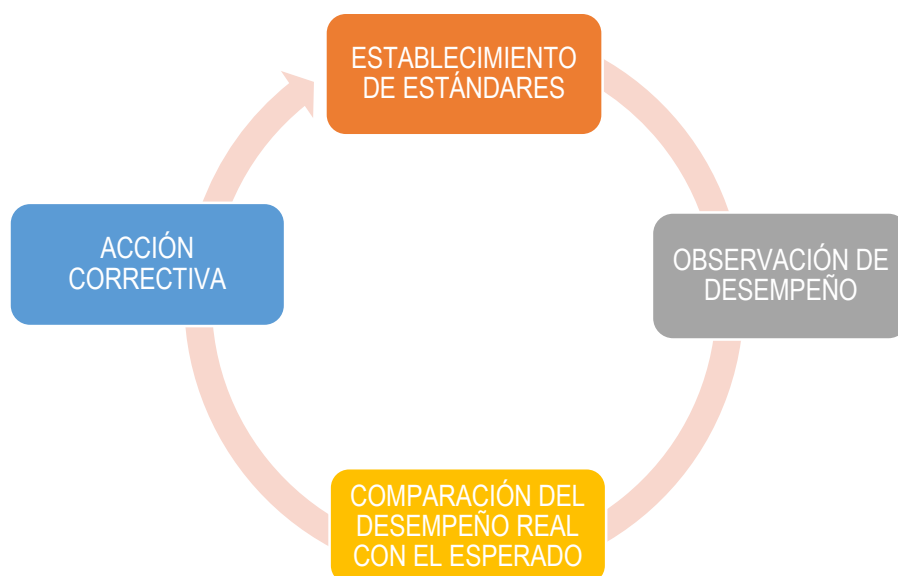 ESTABLECIMIENTO
DE ESTÁNDARES
OBSERVACIÓN DE
DESEMPEÑO
COMPARACIÓN DEL
DESEMPEÑO REAL
CON EL ESPERADO
ACCIÓN
CORRECTIVA